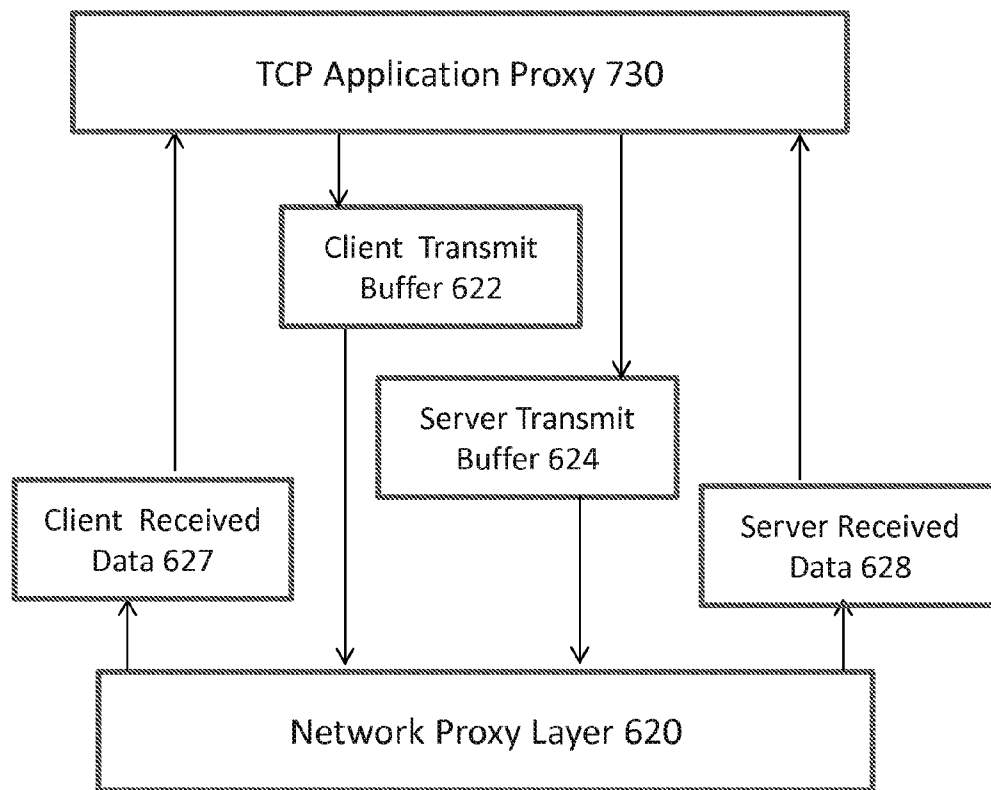 TCP Application Proxy 730
Client Transmit
Buffer 622
Server Transmit
Buffer 624
Client Received
Data 627
Server Received
Data 628
Network Proxy Layer 620